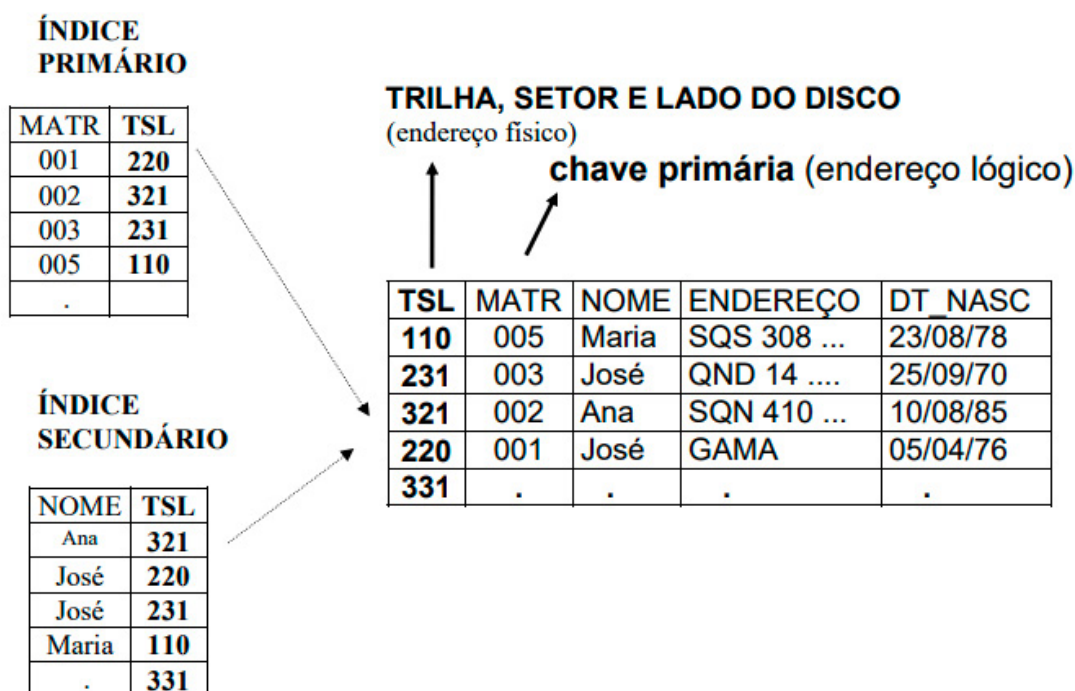 ÍNDICE
PRIMÁRIO
MATR TSL
001 220
002 321
003 231
005 110
.
TRILHA, SETOR E LADO DO DISCO
(endereço físico)
chave primária (endereço lógico)
TSL MATR NOME ENDEREÇO DT_NASC
110 005 Maria SQS 308 ... 23/08/78
231 003 José QND 14 .... 25/09/70
321 002 Ana SQN 410 ... 10/08/85
220 001 José GAMA 05/04/76
331 . . . .
ÍNDICE
SECUNDÁRIO
NOME TSL
Ana 321
José 220
José 231
Maria 110
. 331